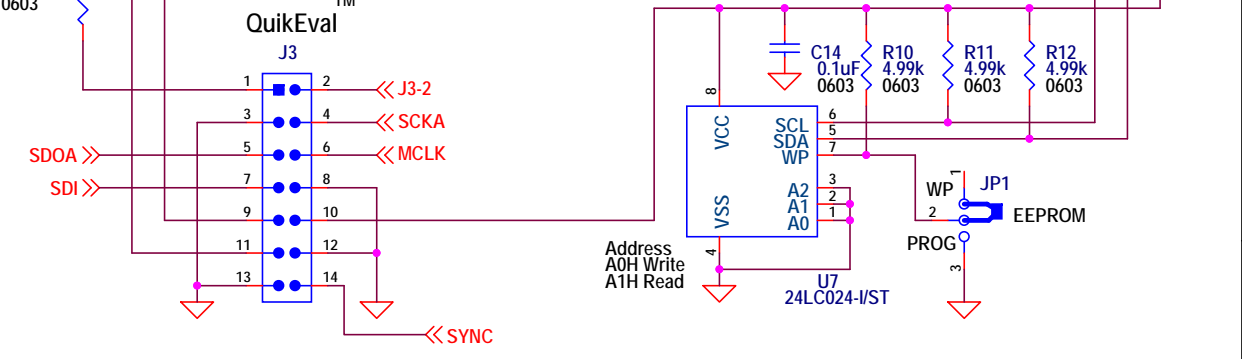 0603
TM
QuikEval
J3
1
2
J3-2
3
4
SCKA
SDOA
5
6
MCLK
SDI
7
8
9
10
11
12
13
14
SYNC
C14
0.1uF
0603
R10
4.99k
0603
R11
4.99k
0603
R12
4.99k
0603
8
VCC
SCL
6
SDA
5
WP
7
A2
3
A1
2
A0
1
VSS
4
Address
A0H Write
A1H Read
U7
24LC024-I/ST
WP
1
JP1
2
EEPROM
PROG
3